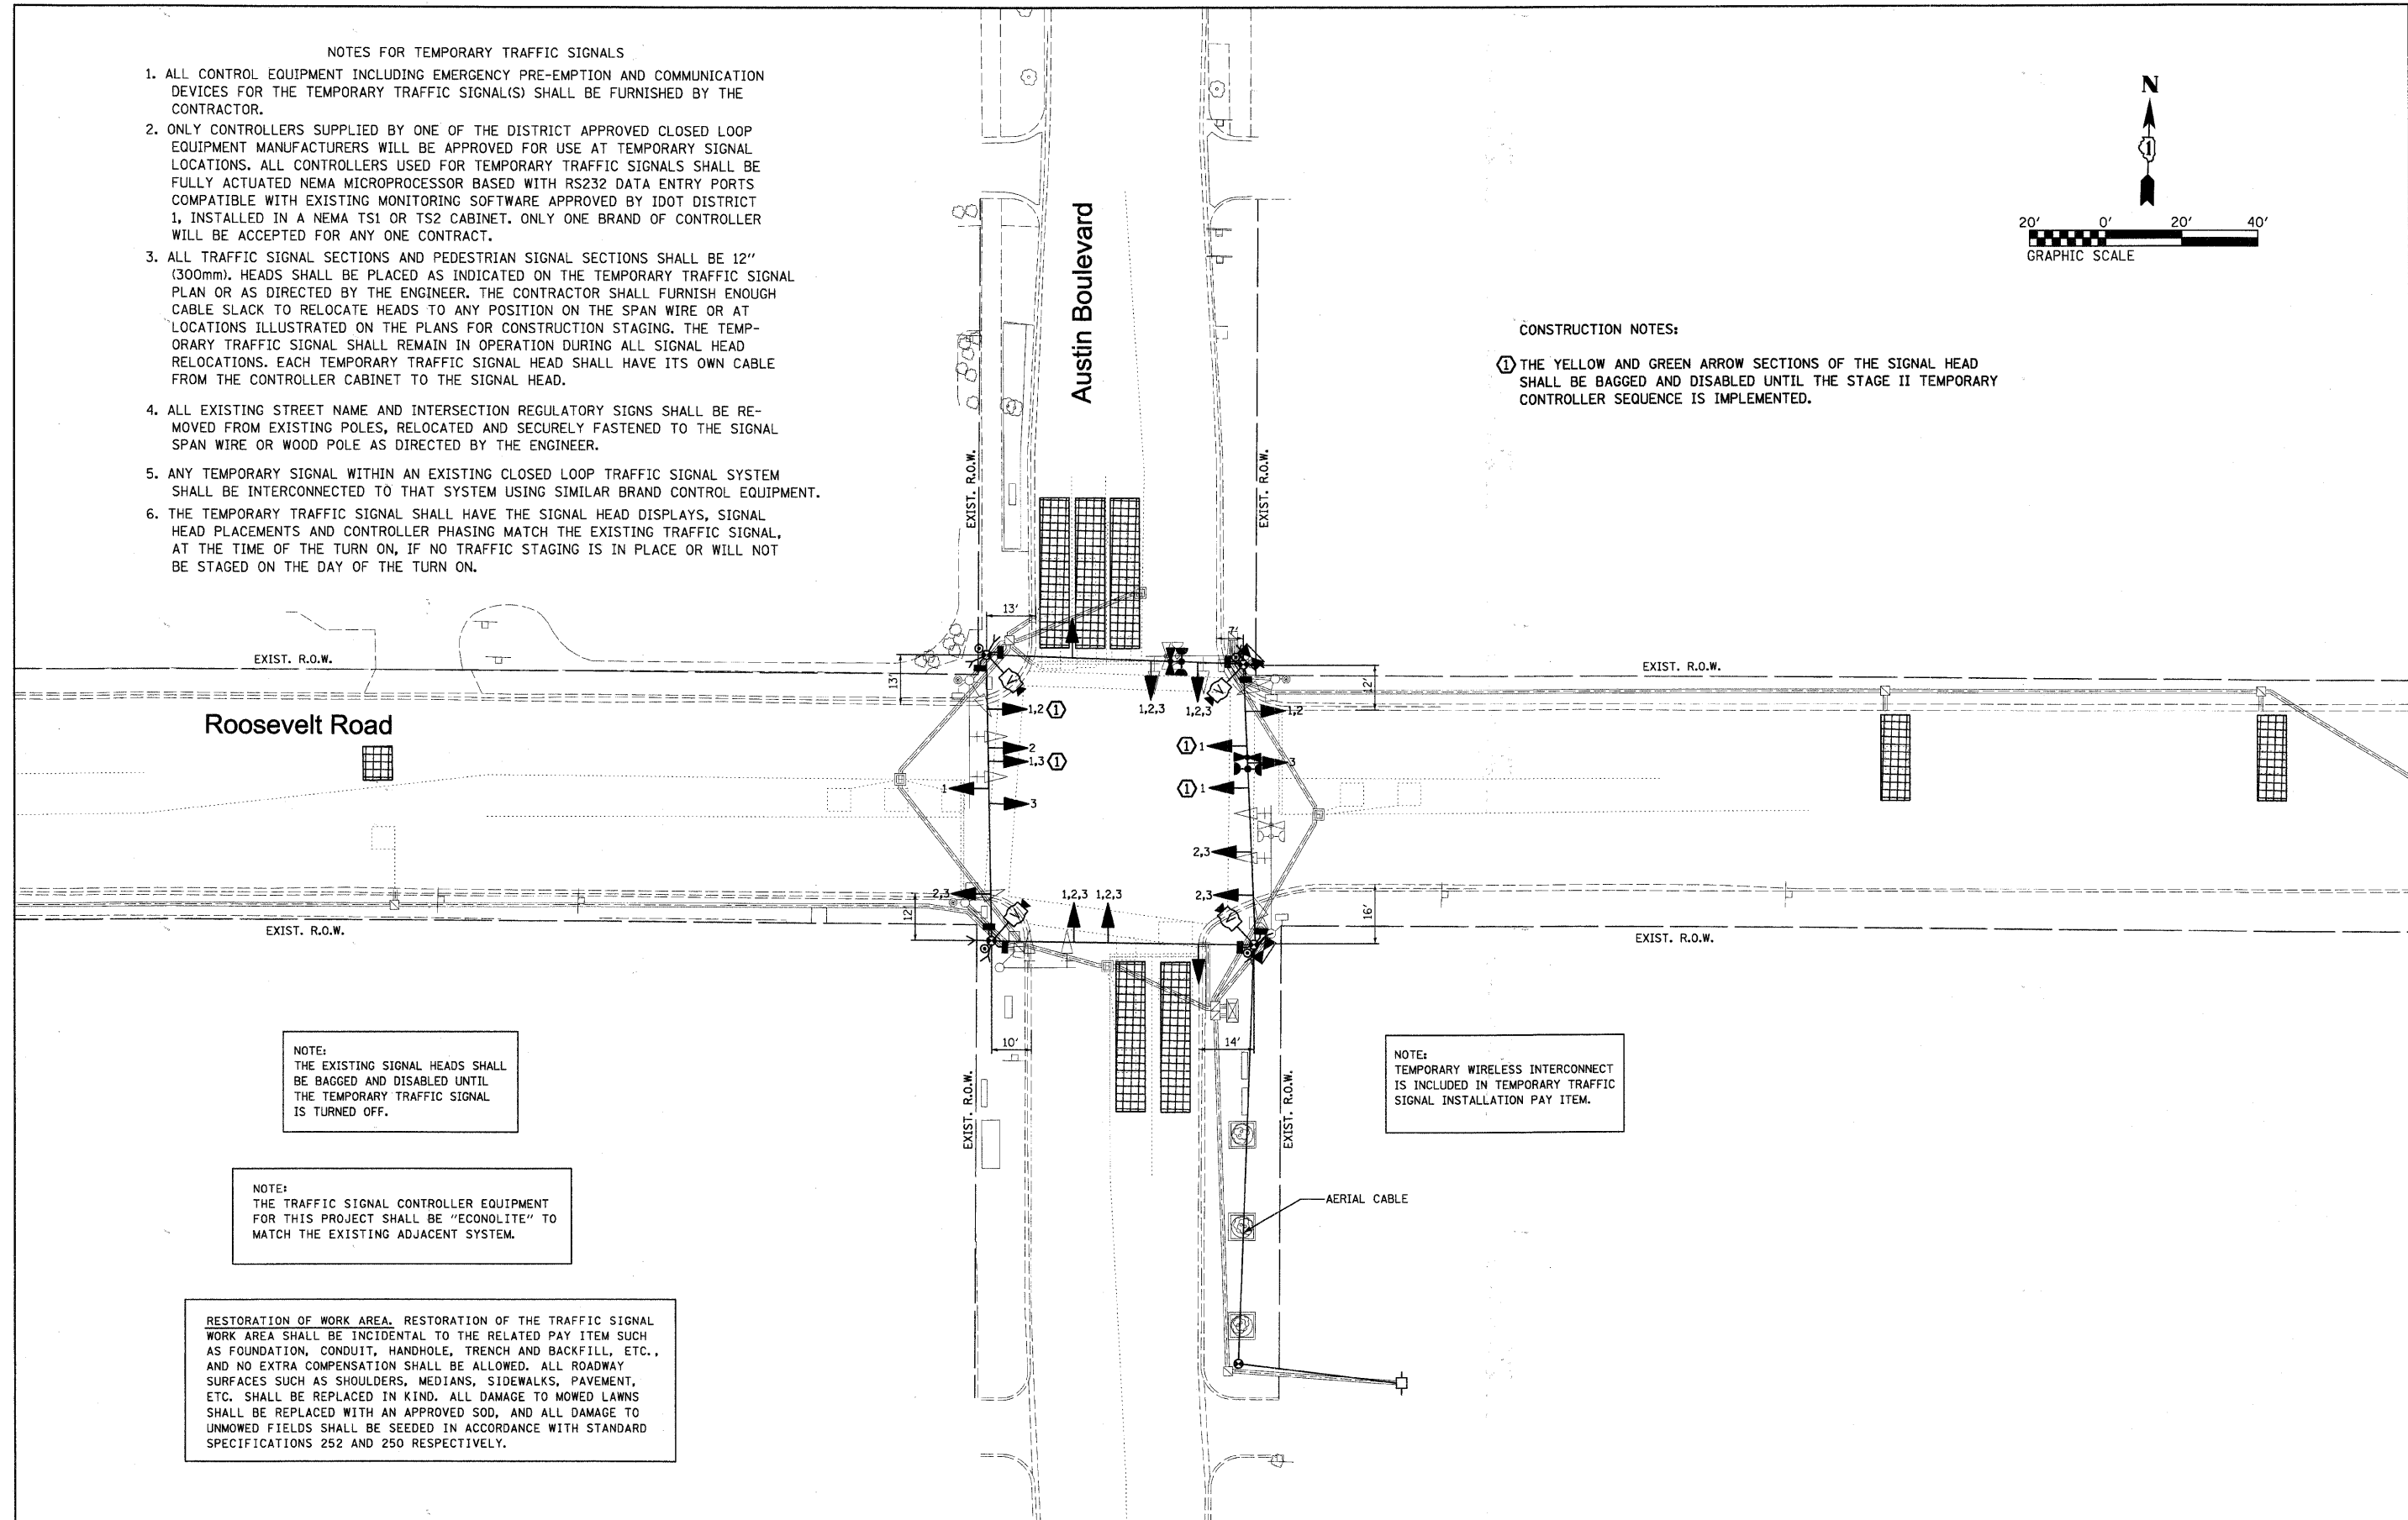 NOTES FOR TEMPORARY TRAFFIC SIGNALS
1. ALL CONTROL EQUIPMENT INCLUDING EMERGENCY PRE-EMPTION AND COMMUNICATION
DEVICES FOR THE TEMPORARY TRAFFIC SIGNAL(S) SHALL BE FURNISHED BY THE
CONTRACTOR.
2. ONLY CONTROLLERS SUPPLIED BY ONE OF THE DISTRICT APPROVED CLOSED LOOP
EQUIPMENT MANUFACTURERS WILL BE APPROVED FOR USE AT TEMPORARY SIGNAL
LOCATIONS. ALL CONTROLLERS USED FOR TEMPORARY TRAFFIC SIGNALS SHALL BE
FULLY ACTUATED NEMA MICROPROCESSOR BASED WITH RS232 DATA ENTRY PORTS
COMPATIBLE WITH EXISTING MONITORING SOFTWARE APPROVED BY IDOT DISTRICT
1, INSTALLED IN A NEMA TS1 OR TS2 CABINET. ONLY ONE BRAND OF CONTROLLER
WILL BE ACCEPTED FOR ANY ONE CONTRACT.
3. ALL TRAFFIC SIGNAL SECTIONS AND PEDESTRIAN SIGNAL SECTIONS SHALL BE 12"
(300mm). HEADS SHALL BE PLACED AS INDICATED ON THE TEMPORARY TRAFFIC SIGNAL
PLAN OR AS DIRECTED BY THE ENGINEER. THE CONTRACTOR SHALL FURNISH ENOUGH
CABLE SLACK TO RELOCATE HEADS TO ANY POSITION ON THE SPAN WIRE OR AT
LOCATIONS ILLUSTRATED ON THE PLANS FOR CONSTRUCTION STAGING. THE TEMP-
ORARY TRAFFIC SIGNAL SHALL REMAIN IN OPERATION DURING ALL SIGNAL HEAD
RELOCATIONS. EACH TEMPORARY TRAFFIC SIGNAL HEAD SHALL HAVE ITS OWN CABLE
FROM THE CONTROLLER CABINET TO THE SIGNAL HEAD.
4. ALL EXISTING STREET NAME AND INTERSECTION REGULATORY SIGNS SHALL BE RE-
MOVED FROM EXISTING POLES, RELOCATED AND SECURELY FASTENED TO THE SIGNAL
SPAN WIRE OR WOOD POLE AS DIRECTED BY THE ENGINEER.
5. ANY TEMPORARY SIGNAL WITHIN AN EXISTING CLOSED LOOP TRAFFIC SIGNAL SYSTEM
SHALL BE INTERCONNECTED TO THAT SYSTEM USING SIMILAR BRAND CONTROL EQUIPMENT.
6. THE TEMPORARY TRAFFIC SIGNAL SHALL HAVE THE SIGNAL HEAD DISPLAYS, SIGNAL
HEAD PLACEMENTS AND CONTROLLER PHASING MATCH THE EXISTING TRAFFIC SIGNAL,
AT THE TIME OF THE TURN ON, IF NO TRAFFIC STAGING IS IN PLACE OR WILL NOT
BE STAGED ON THE DAY OF THE TURN ON.
Austin Boulevard
N
1
20' 0' 20' 40'
GRAPHIC SCALE
CONSTRUCTION NOTES:
1 THE YELLOW AND GREEN ARROW SECTIONS OF THE SIGNAL HEAD
SHALL BE BAGGED AND DISABLED UNTIL THE STAGE II TEMPORARY
CONTROLLER SEQUENCE IS IMPLEMENTED.
EXIST. R.O.W.
EXIST. R.O.W.
13'
7'
EXIST. R.O.W.
EXIST. R.O.W.
13'
12'
V
V
Roosevelt Road
1,2 1
1,2,3 1,2,3
1,2
2
1 1
1,3 1
3
1
1 1
3
2,3
2,3
1,2,3 1,2,3
2,3
12'
16'
V
V
EXIST. R.O.W.
EXIST. R.O.W.
10'
14'
EXIST. R.O.W.
EXIST. R.O.W.
NOTE:
THE EXISTING SIGNAL HEADS SHALL
BE BAGGED AND DISABLED UNTIL
THE TEMPORARY TRAFFIC SIGNAL
IS TURNED OFF.
NOTE:
TEMPORARY WIRELESS INTERCONNECT
IS INCLUDED IN TEMPORARY TRAFFIC
SIGNAL INSTALLATION PAY ITEM.
NOTE:
THE TRAFFIC SIGNAL CONTROLLER EQUIPMENT
FOR THIS PROJECT SHALL BE "ECONOLITE" TO
MATCH THE EXISTING ADJACENT SYSTEM.
AERIAL CABLE
RESTORATION OF WORK AREA. RESTORATION OF THE TRAFFIC SIGNAL
WORK AREA SHALL BE INCIDENTAL TO THE RELATED PAY ITEM SUCH
AS FOUNDATION, CONDUIT, HANDHOLE, TRENCH AND BACKFILL, ETC.,
AND NO EXTRA COMPENSATION SHALL BE ALLOWED. ALL ROADWAY
SURFACES SUCH AS SHOULDERS, MEDIANS, SIDEWALKS, PAVEMENT,
ETC. SHALL BE REPLACED IN KIND. ALL DAMAGE TO MOWED LAWNS
SHALL BE REPLACED WITH AN APPROVED SOD, AND ALL DAMAGE TO
UNMOWED FIELDS SHALL BE SEEDED IN ACCORDANCE WITH STANDARD
SPECIFICATIONS 252 AND 250 RESPECTIVELY.